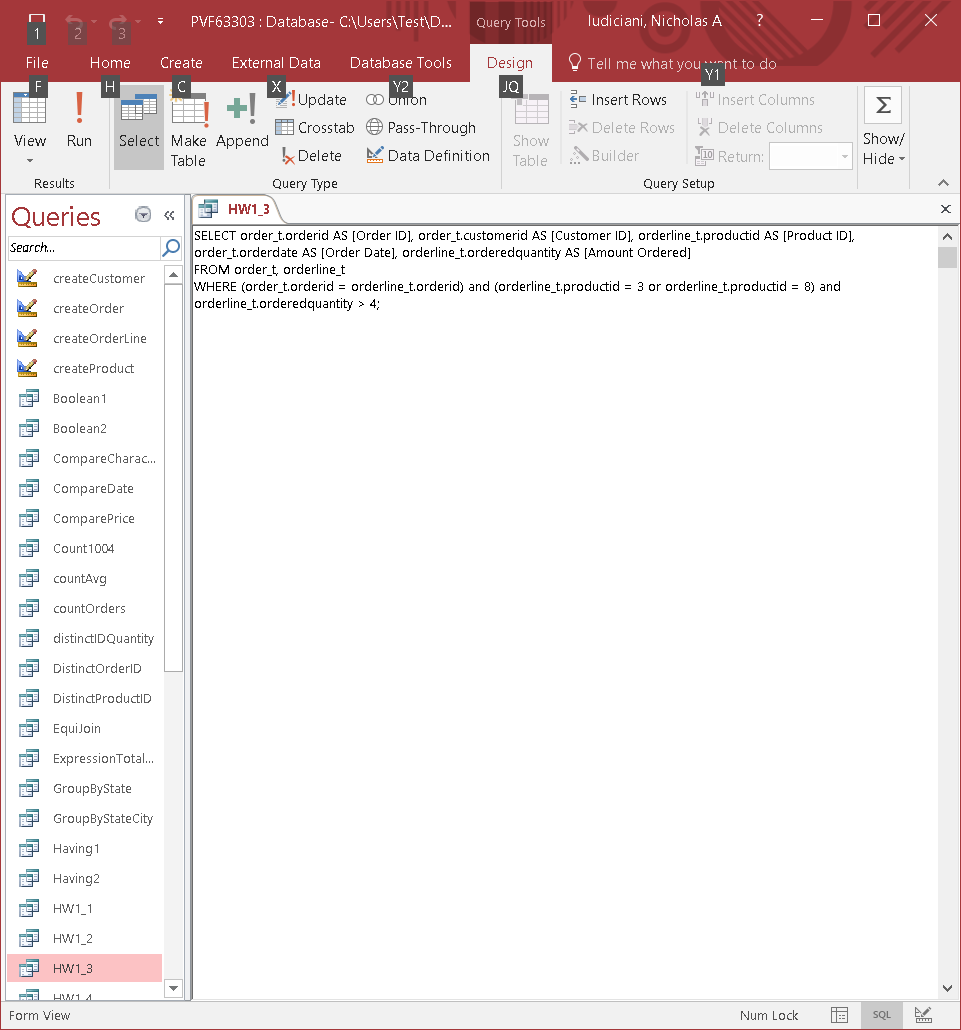 PVF63303 : Database- C:\Users\Test\D...
Query Tools
Iudiciani, Nicholas A
?
1
2
3
File
Home
Create
External Data
Database Tools
Design
Tell me what you want to do
F
H
C
X
Y2
JQ
Y1
View
Run
Select
Make
Table
Append
Update
Crosstab
Delete
Union
Pass-Through
Data Definition
Show
Table
Insert Rows
Delete Rows
Builder
Insert Columns
Delete Columns
Return:
Σ
Show/
Hide
Results
Query Type
Query Setup
Queries
Search...
createCustomer
createOrder
createOrderLine
createProduct
Boolean1
Boolean2
CompareCharac...
CompareDate
ComparePrice
Count1004
countAvg
countOrders
distinctIDQuantity
DistinctOrderID
DistinctProductID
EquiJoin
ExpressionTotal...
GroupByState
GroupByStateCity
Having1
Having2
HW1_1
HW1_2
HW1_3
HW1_4
HW1_3
SELECT order_t.orderid AS [Order ID], order_t.customerid AS [Customer ID], orderline_t.productid AS [Product ID],
order_t.orderdate AS [Order Date], orderline_t.orderedquantity AS [Amount Ordered]
FROM order_t, orderline_t
WHERE (order_t.orderid = orderline_t.orderid) and (orderline_t.productid = 3 or orderline_t.productid = 8) and
orderline_t.orderedquantity > 4;
Form View
Num Lock
SQL